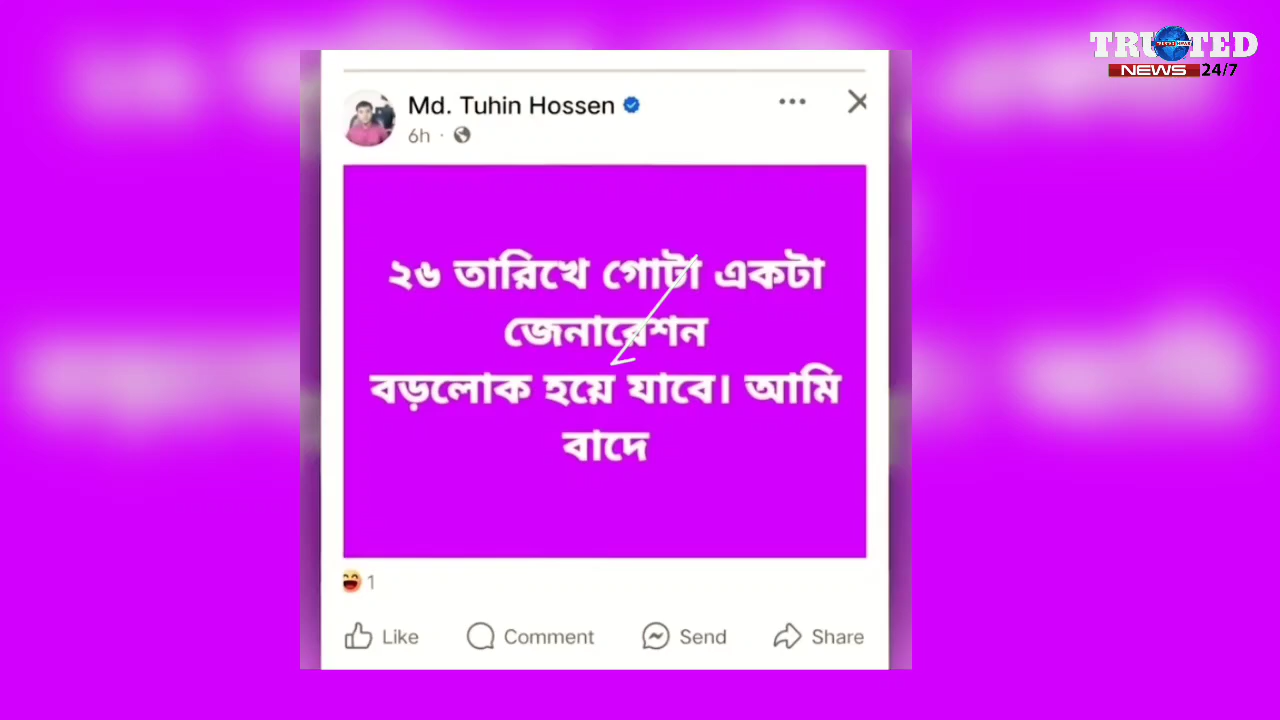 TRUSTED
NEWS 24/7
Md. Tuhin Hossen
6h ·
২৬ তারিখে গোটা একটা
জেনারেশন
বড়লোক হয়ে যাবে। আমি
বাদে
1
Like Comment Send Share